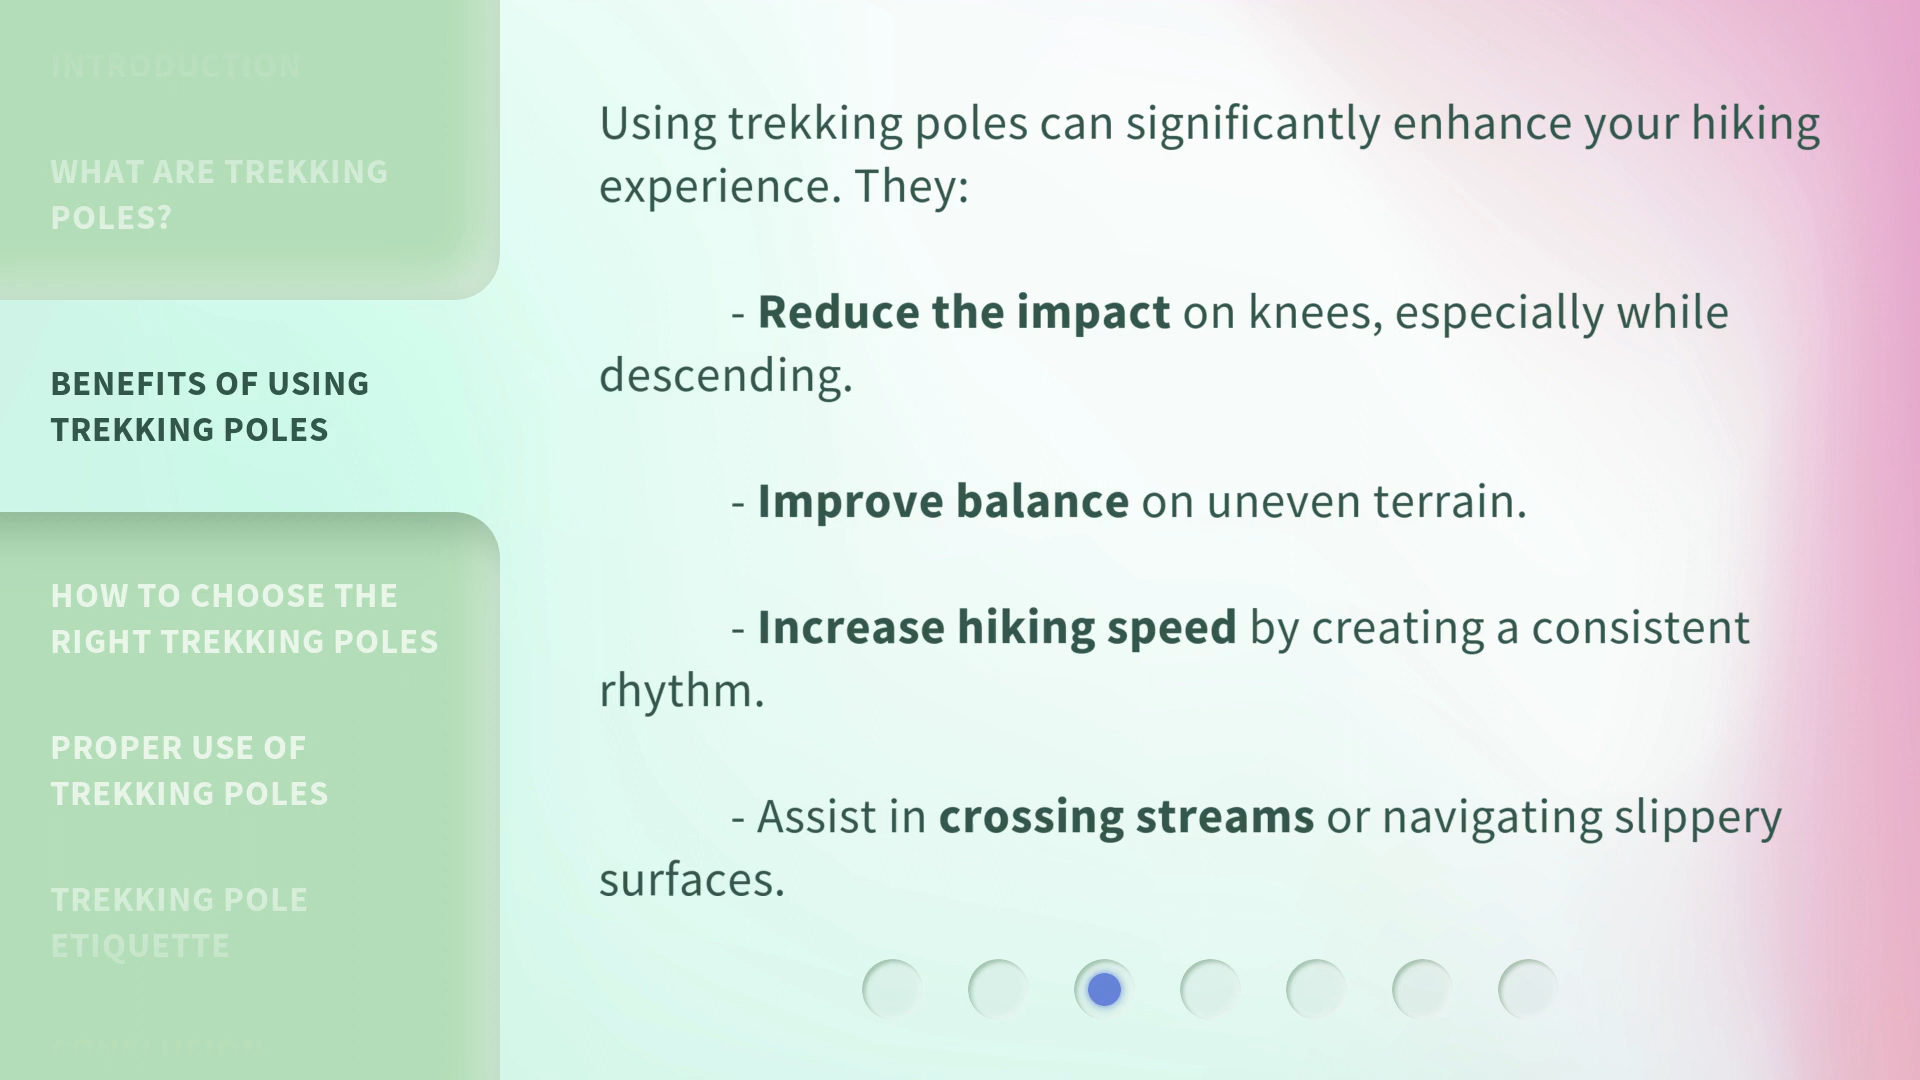 INTRODUCTION
WHAT ARE TREKKING
POLES?
BENEFITS OF USING
TREKKING POLES
HOW TO CHOOSE THE
RIGHT TREKKING POLES
PROPER USE OF
TREKKING POLES
TREKKING POLE
ETIQUETTE
CONCLUSION
Using trekking poles can significantly enhance your hiking
experience. They:
- Reduce the impact on knees, especially while
descending.
- Improve balance on uneven terrain.
- Increase hiking speed by creating a consistent
rhythm.
- Assist in crossing streams or navigating slippery
surfaces.